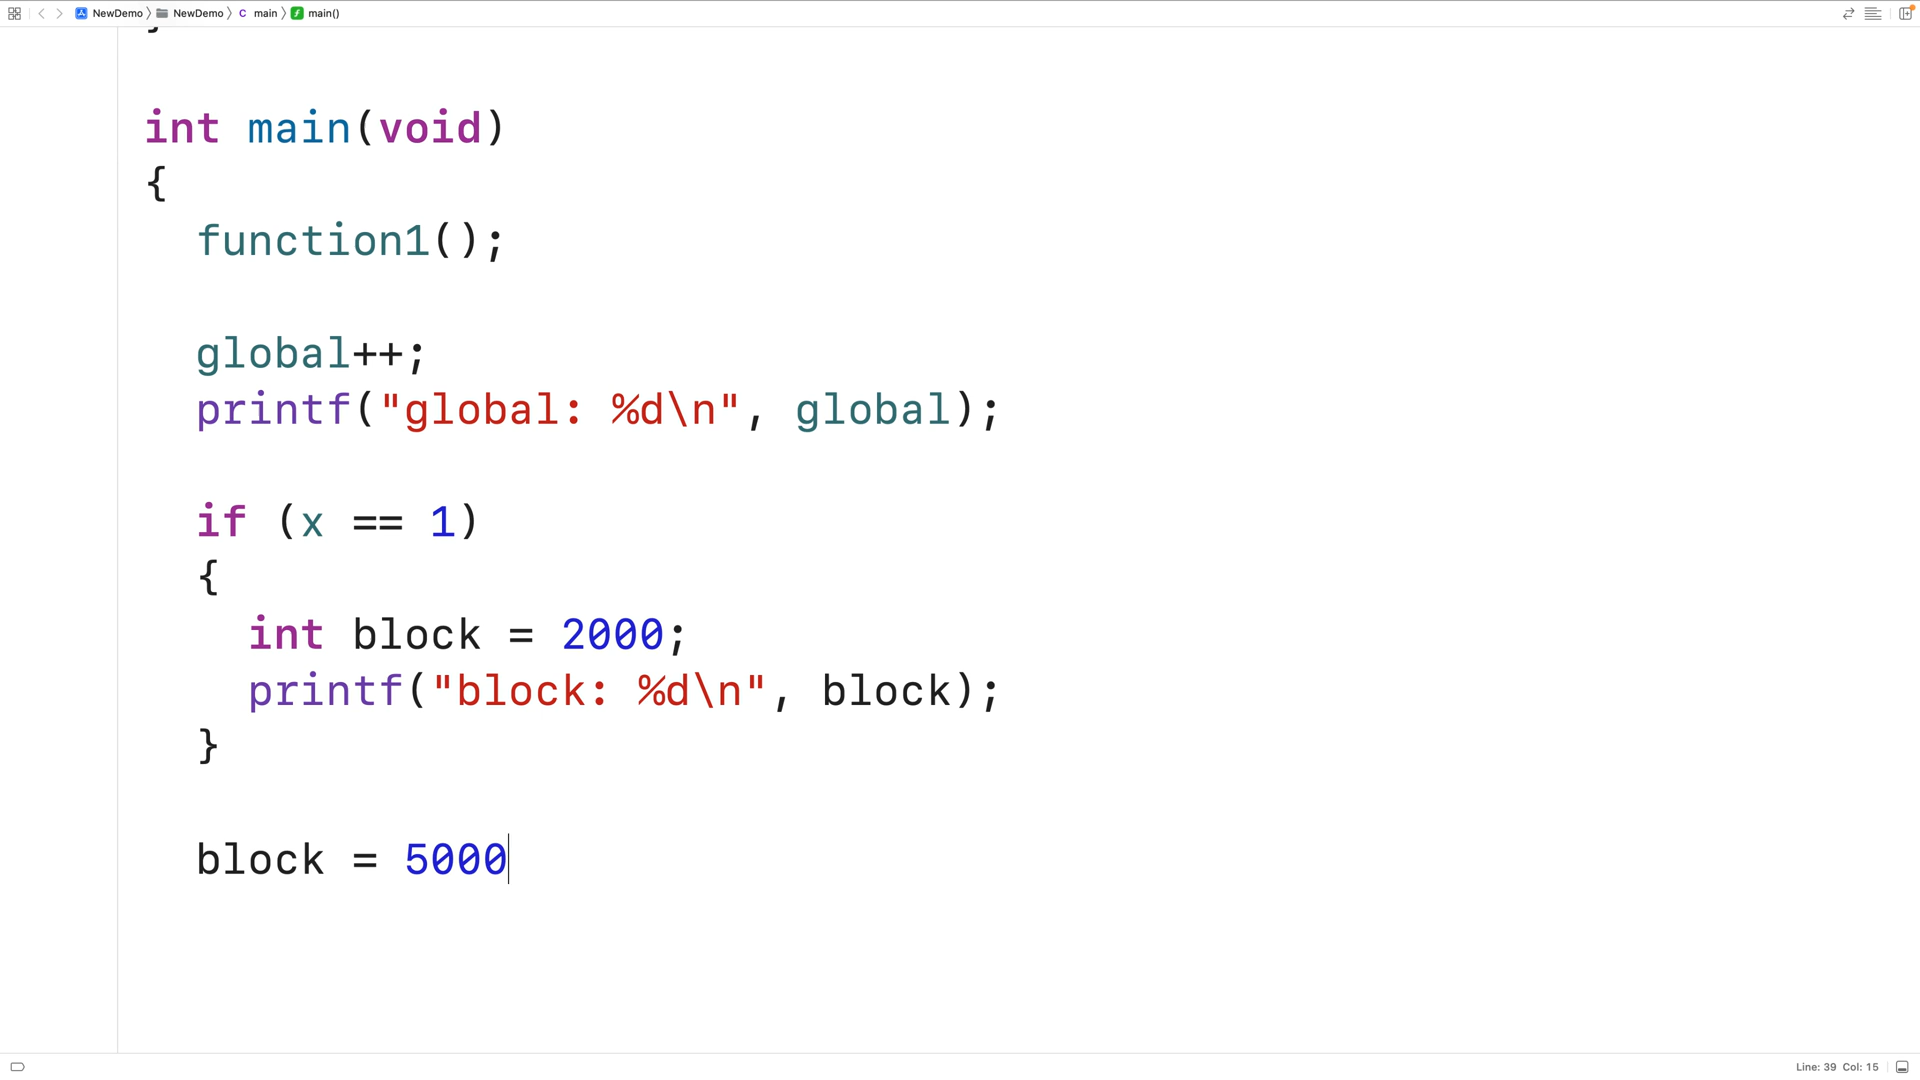 NewDemo NewDemo C main f main()
}
int main(void)
{
function1();
global++;
printf("global: %d\n", global);
if (x == 1)
{
int block = 2000;
printf("block: %d\n", block);
}
block = 5000
Line: 39 Col: 15